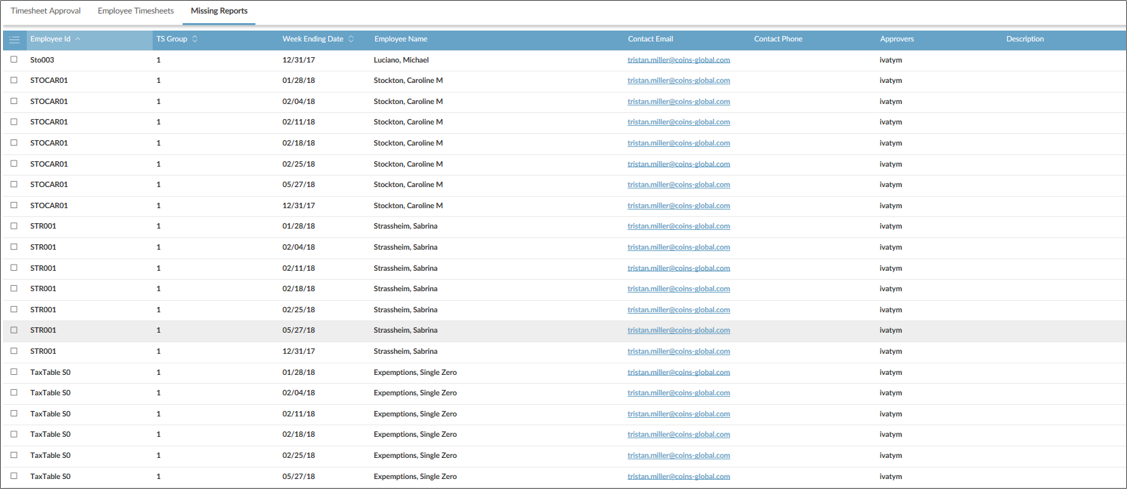 Timesheet Approval Employee Timesheets Missing Reports
Employee Id TS Group Week Ending Date Employee Name Contact Email Contact Phone Approvers Description
Sto003 1 12/31/17 Luciano, Michael tristan.miller@coins-global.com ivatym
STOCAR01 1 01/28/18 Stockton, Caroline M tristan.miller@coins-global.com ivatym
STOCAR01 1 02/04/18 Stockton, Caroline M tristan.miller@coins-global.com ivatym
STOCAR01 1 02/11/18 Stockton, Caroline M tristan.miller@coins-global.com ivatym
STOCAR01 1 02/18/18 Stockton, Caroline M tristan.miller@coins-global.com ivatym
STOCAR01 1 02/25/18 Stockton, Caroline M tristan.miller@coins-global.com ivatym
STOCAR01 1 05/27/18 Stockton, Caroline M tristan.miller@coins-global.com ivatym
STOCAR01 1 12/31/17 Stockton, Caroline M tristan.miller@coins-global.com ivatym
STR001 1 01/28/18 Strassheim, Sabrina tristan.miller@coins-global.com ivatym
STR001 1 02/04/18 Strassheim, Sabrina tristan.miller@coins-global.com ivatym
STR001 1 02/11/18 Strassheim, Sabrina tristan.miller@coins-global.com ivatym
STR001 1 02/18/18 Strassheim, Sabrina tristan.miller@coins-global.com ivatym
STR001 1 02/25/18 Strassheim, Sabrina tristan.miller@coins-global.com ivatym
STR001 1 05/27/18 Strassheim, Sabrina tristan.miller@coins-global.com ivatym
STR001 1 12/31/17 Strassheim, Sabrina tristan.miller@coins-global.com ivatym
TaxTable S0 1 01/28/18 Expemptions, Single Zero tristan.miller@coins-global.com ivatym
TaxTable S0 1 02/04/18 Expemptions, Single Zero tristan.miller@coins-global.com ivatym
TaxTable S0 1 02/11/18 Expemptions, Single Zero tristan.miller@coins-global.com ivatym
TaxTable S0 1 02/18/18 Expemptions, Single Zero tristan.miller@coins-global.com ivatym
TaxTable S0 1 02/25/18 Expemptions, Single Zero tristan.miller@coins-global.com ivatym
TaxTable S0 1 05/27/18 Expemptions, Single Zero tristan.miller@coins-global.com ivatym